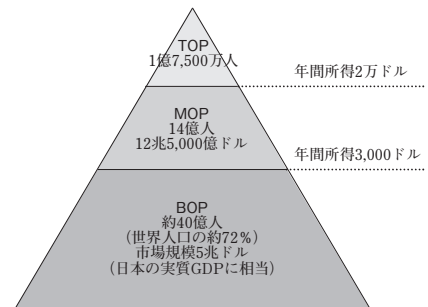 TOP
1億7,500万人
年間所得2万ドル
MOP
14億人
12兆5,000億ドル
年間所得3,000ドル
BOP
約40億人
(世界人口の約72%)
市場規模5兆ドル
(日本の実質GDPに相当)